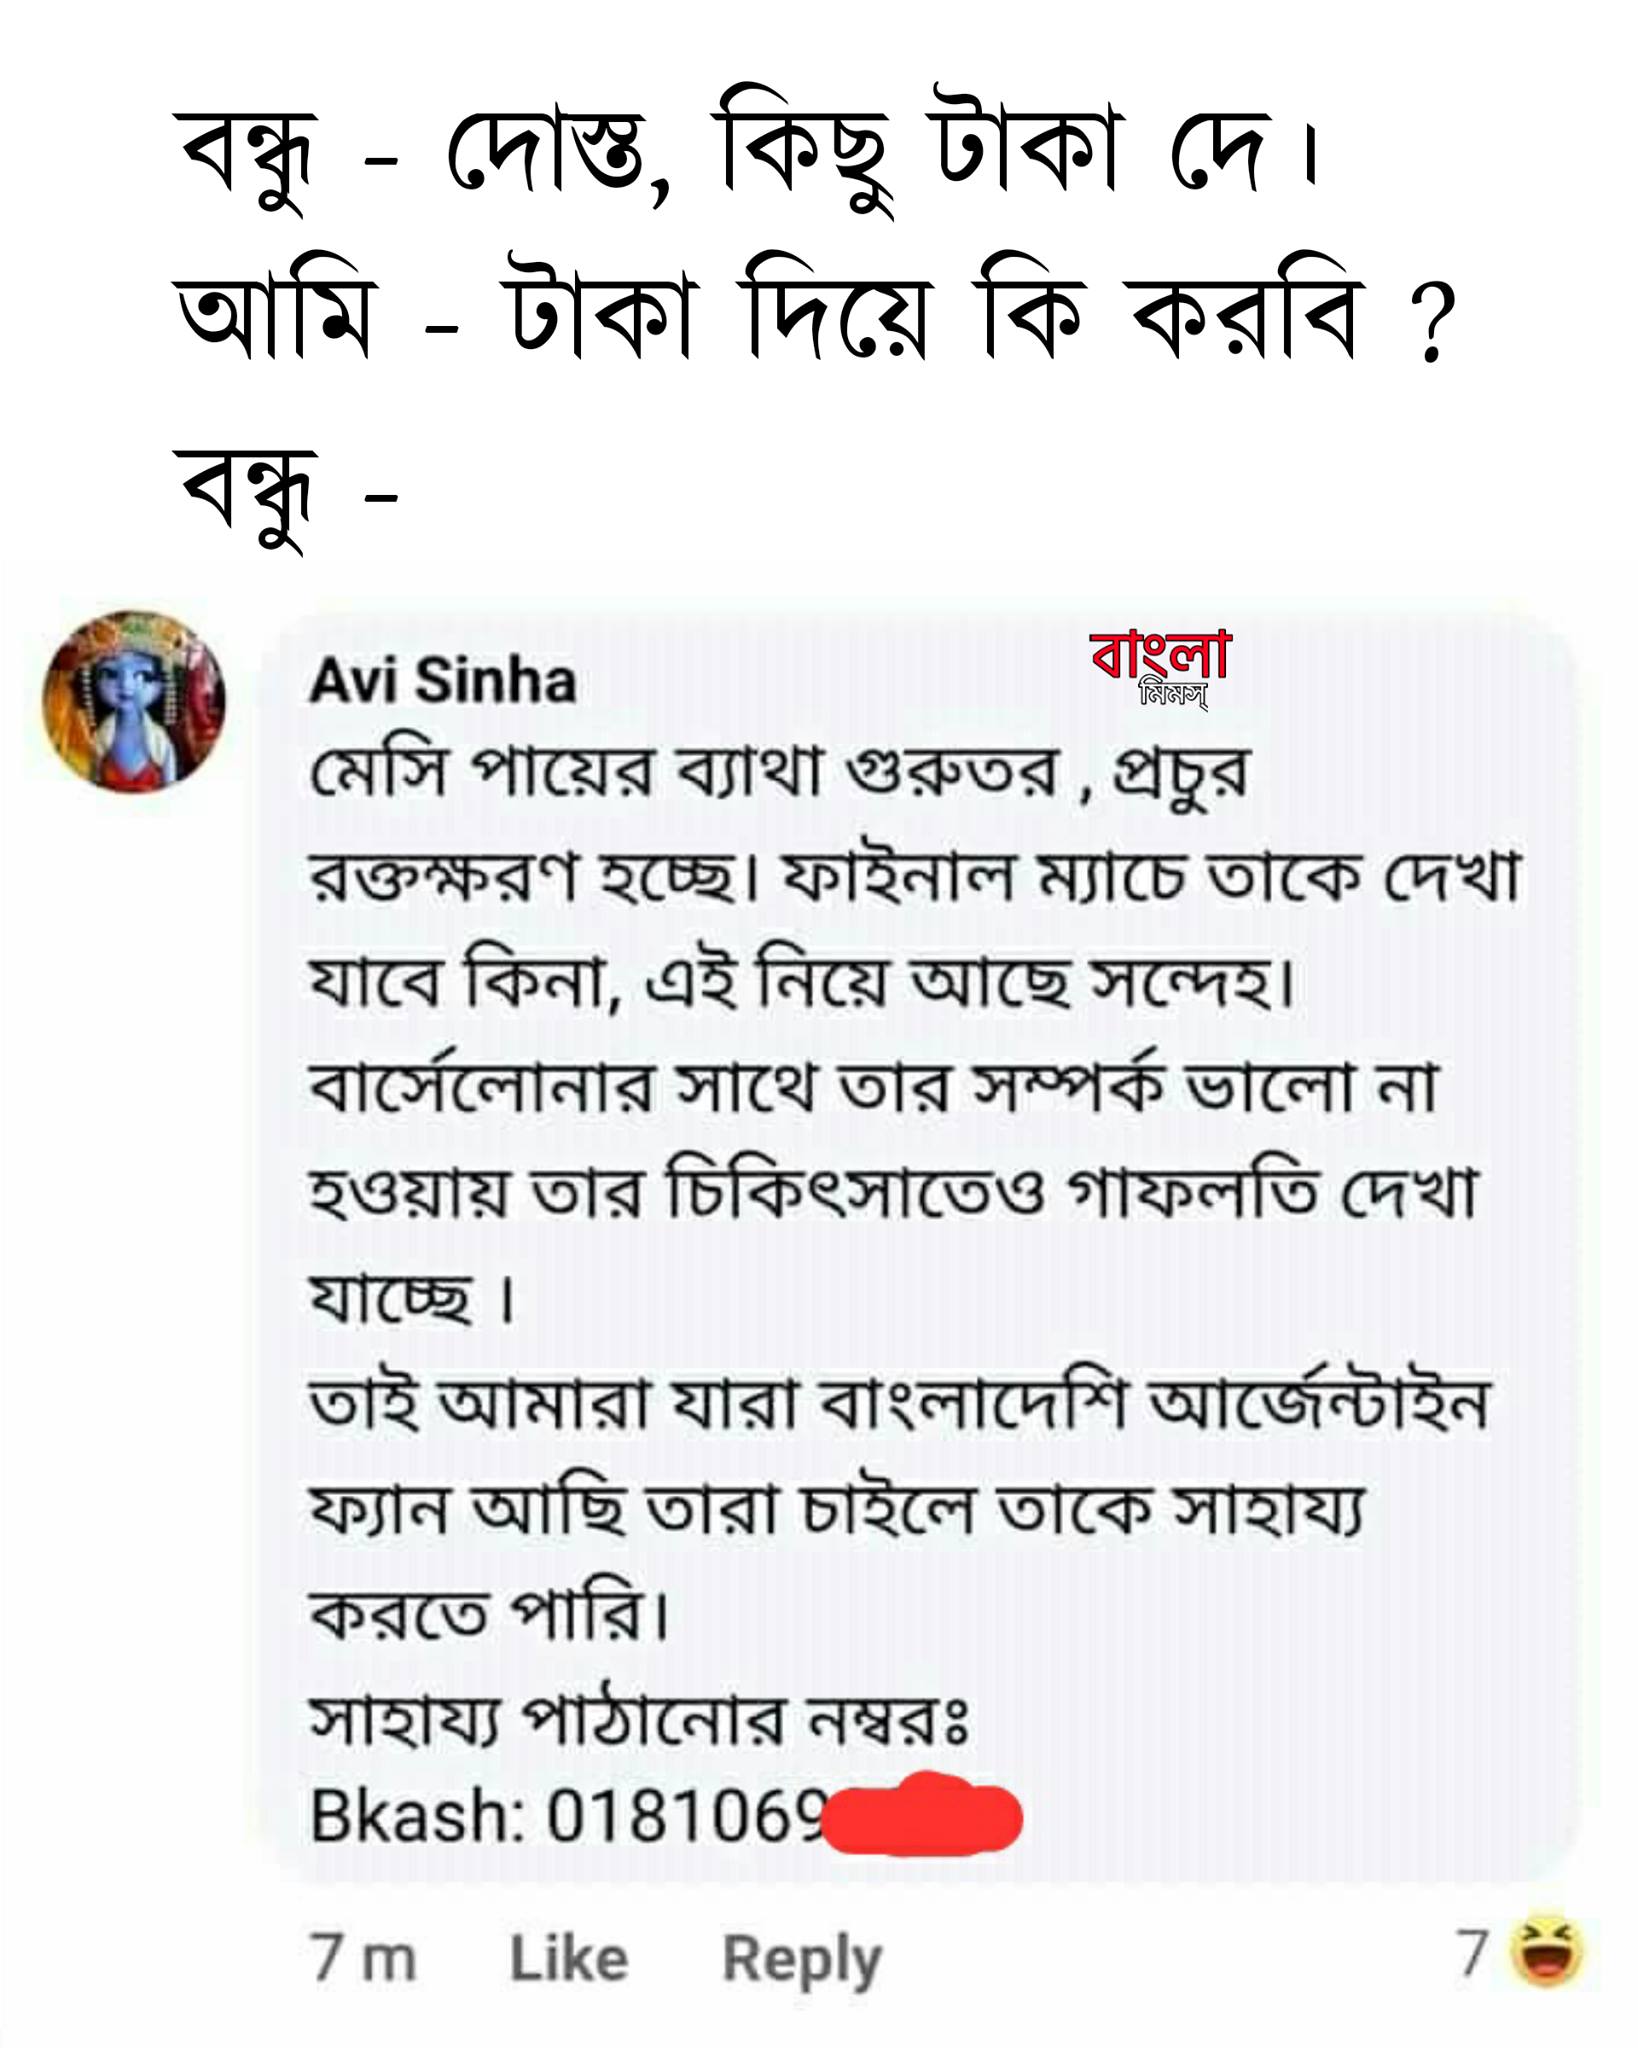 বন্ধু - দোস্ত, কিছু টাকা দে।
আমি - টাকা দিয়ে কি করবি ?
বন্ধু -
বাংলা
মিমস্
Avi Sinha
মেসি পায়ের ব্যাথা গুরুতর , প্রচুর
রক্তক্ষরণ হচ্ছে। ফাইনাল ম্যাচে তাকে দেখা
যাবে কিনা, এই নিয়ে আছে সন্দেহ।
বার্সেলোনার সাথে তার সম্পর্ক ভালো না
হওয়ায় তার চিকিৎসাতেও গাফলতি দেখা
যাচ্ছে ।
তাই আমারা যারা বাংলাদেশি আর্জেন্টাইন
ফ্যান আছি তারা চাইলে তাকে সাহায্য
করতে পারি।
সাহায্য পাঠানোর নম্বরঃ
Bkash: 0181069
7 m Like Reply 7